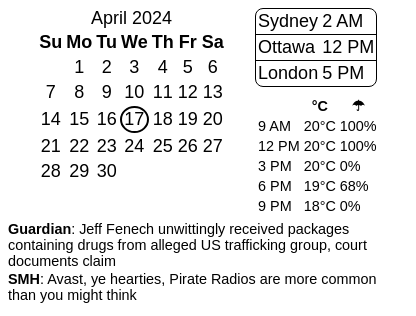 April 2024
Su Mo Tu We Th Fr Sa
1 2 3 4 5 6
7 8 9 10 11 12 13
14 15 16 17 18 19 20
21 22 23 24 25 26 27
28 29 30
Sydney 2 AM
Ottawa 12 PM
London 5 PM
°C ☂
9 AM 20°C 100%
12 PM 20°C 100%
3 PM 20°C 0%
6 PM 19°C 68%
9 PM 18°C 0%
Guardian: Jeff Fenech unwittingly received packages
containing drugs from alleged US trafficking group, court
documents claim
SMH: Avast, ye hearties, Pirate Radios are more common
than you might think